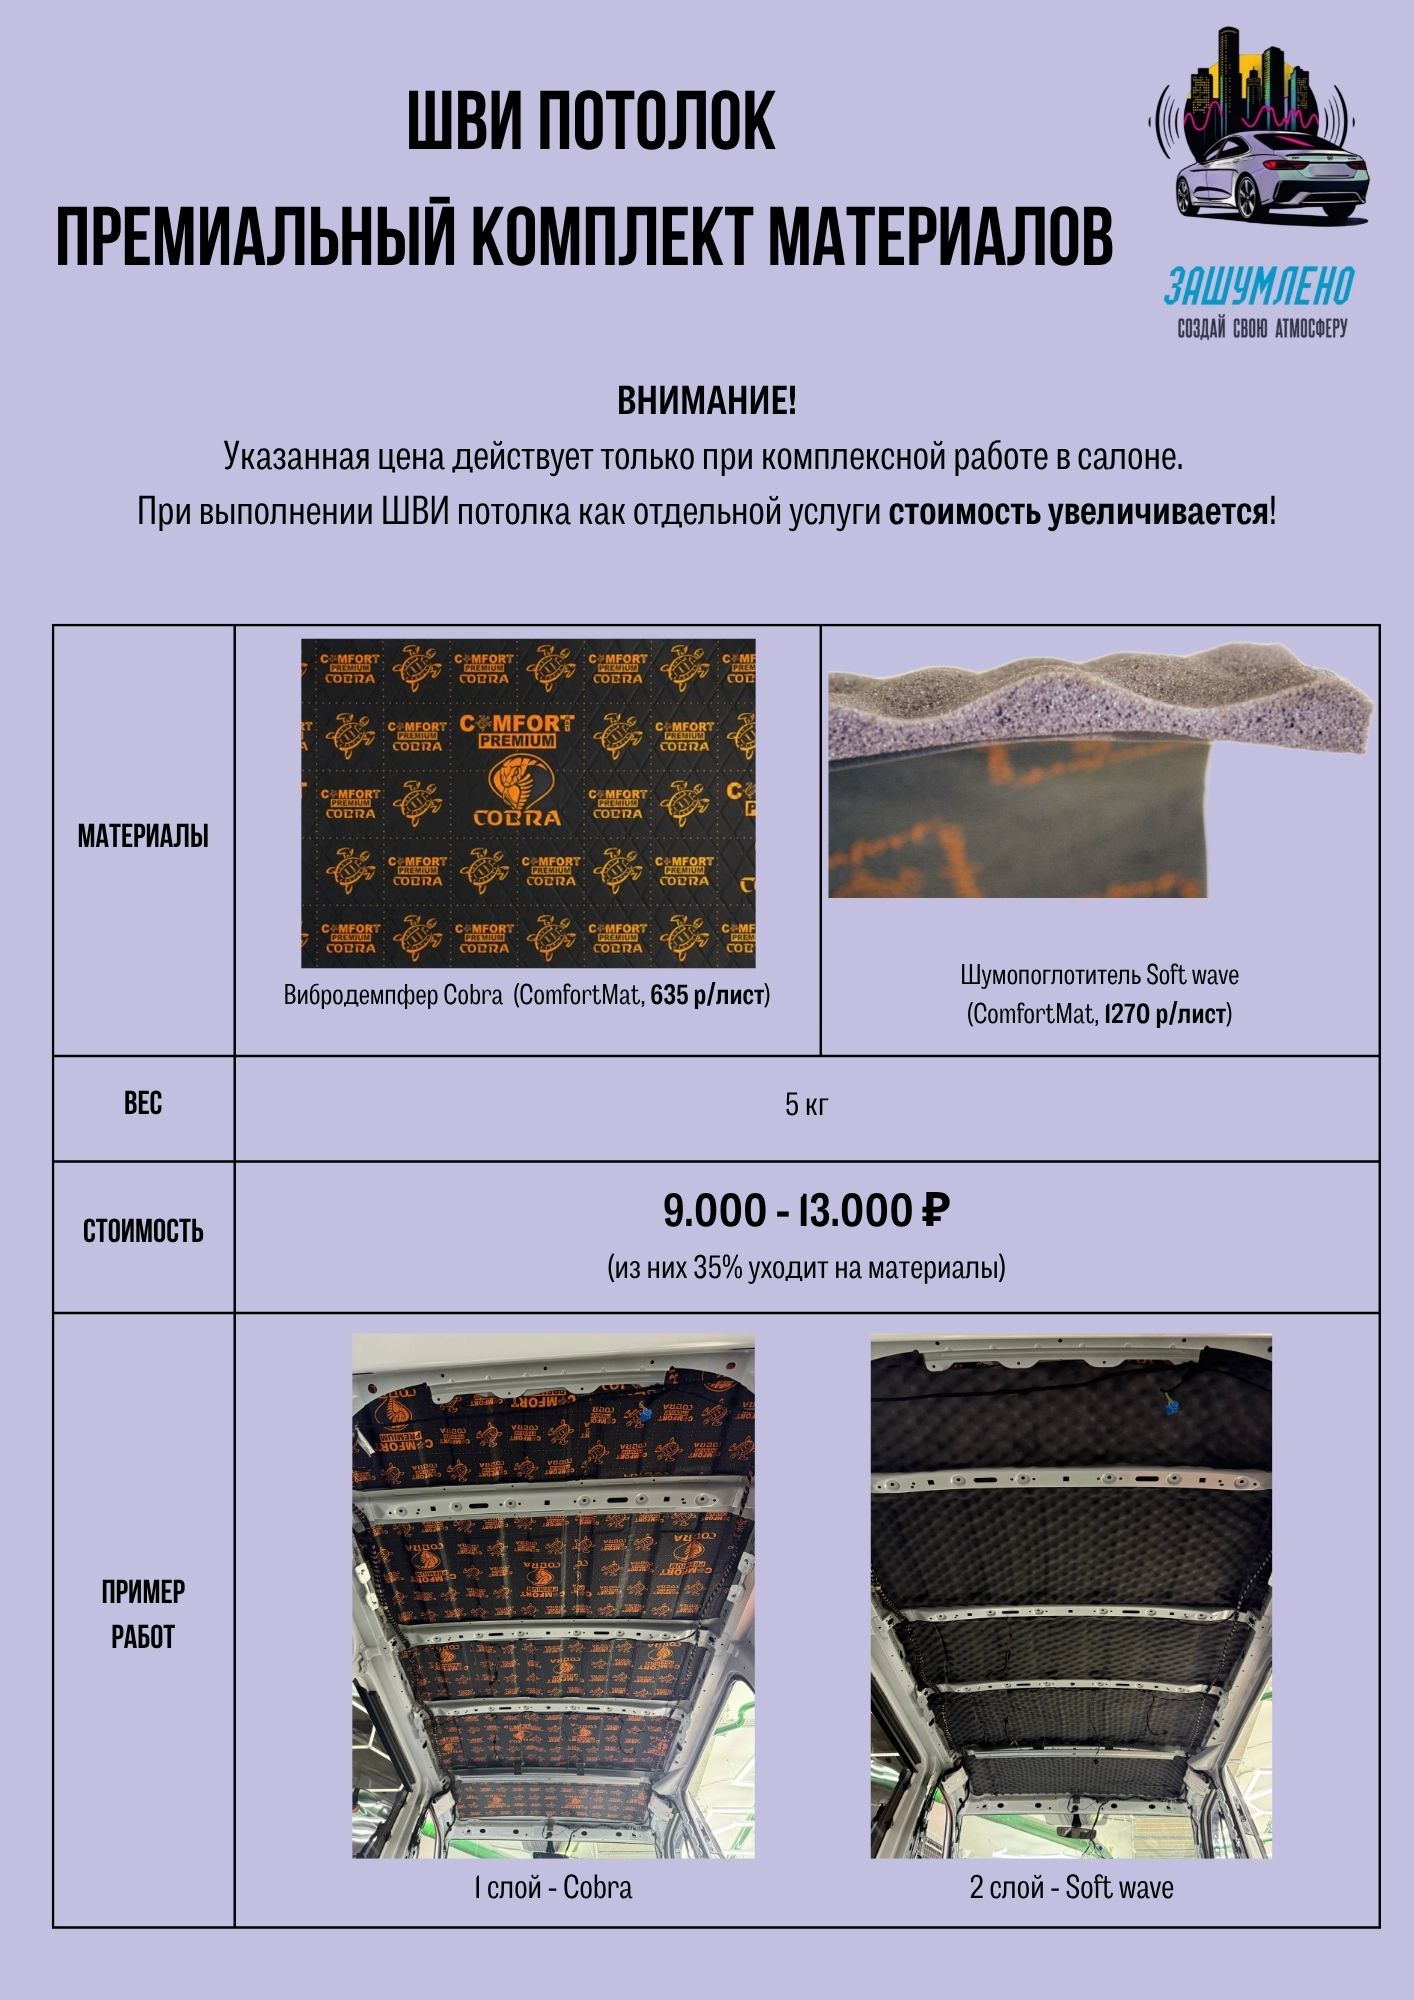 ШВИ ПОТОЛОК
ПРЕМИАЛЬНЫЙ КОМПЛЕКТ МАТЕРИАЛОВ
ЗАШУМЛЕНО
СОЗДАЙ СВОЮ АТМОСФЕРУ
ВНИМАНИЕ!
Указанная цена действует только при комплексной работе в салоне.
При выполнении ШВИ потолка как отдельной услуги стоимость увеличивается!
МАТЕРИАЛЫ
COMFORT
PREMIUM
COBRA
Вибродемпфер Cobra (ComfortMat, 635 р/лист)
Шумопоглотитель Soft wave
(ComfortMat, 1270 р/лист)
ВЕС
5 кг
СТОИМОСТЬ
9.000 - 13.000 ₽
(из них 35% уходит на материалы)
ПРИМЕР
РАБОТ
1 слой - Cobra
2 слой - Soft wave